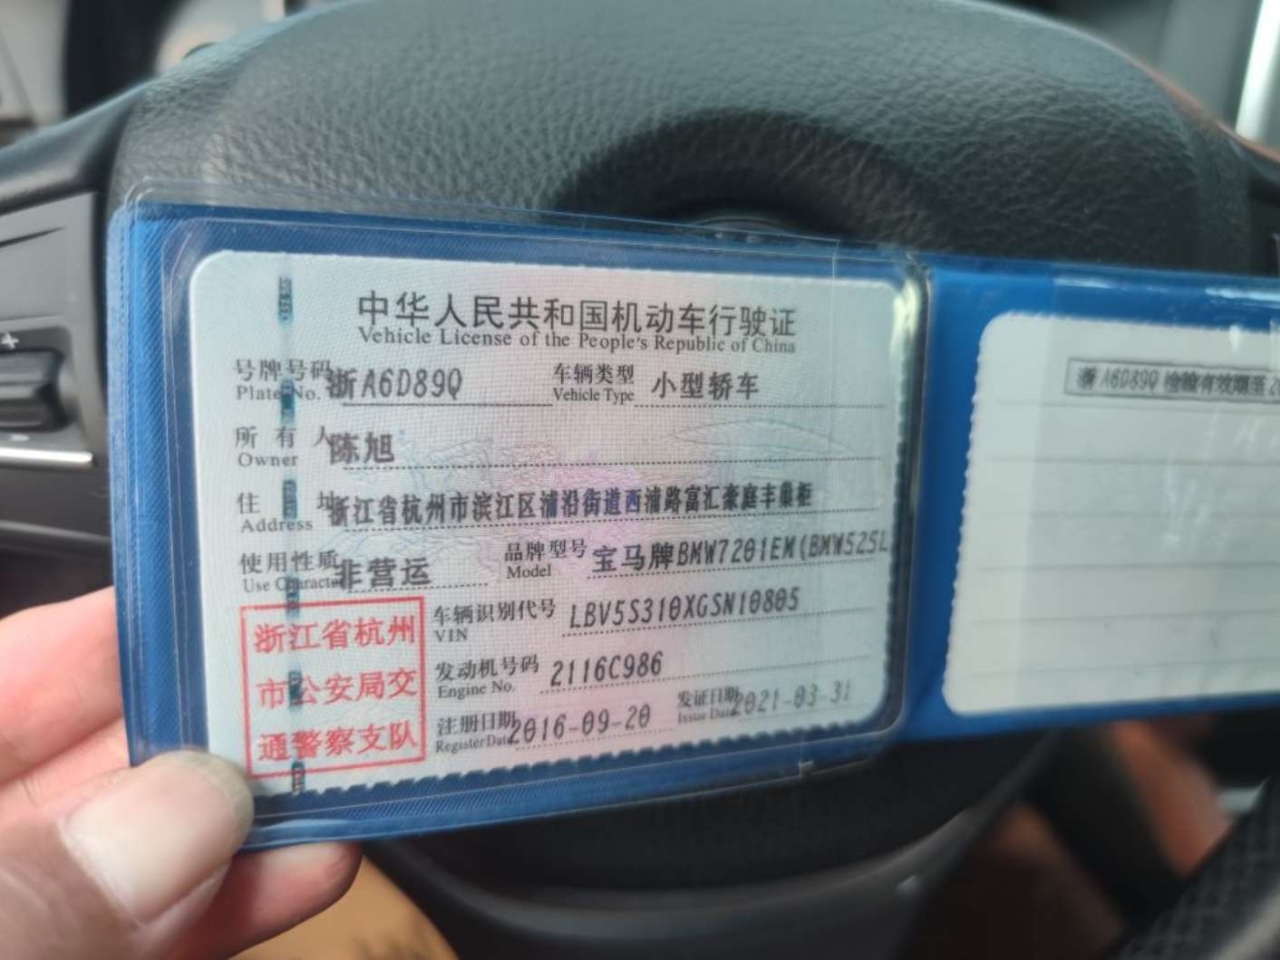 中华人民共和国机动车行驶证
Vehicle License of the People's Republic of China
号牌号码 浙A6D89Q 车辆类型 小型轿车
Plate No. Vehicle Type
所有人 陈旭
Owner
住址 浙江省杭州市滨江区浦沿街道西浦路富汇豪庭丰巢柜
Address
使用性质 非营运 品牌型号 宝马牌BMW7201EM(BMW525L
Use Character Model
浙江省杭州
市公安局交
通警察支队
车辆识别代号 LBV5S310XGSN10805
VIN
发动机号码 2116C986
Engine No.
注册日期 2016-09-20 发证日期 2021-03-31
Register Date Issue Date
浙A6D89Q 检验有效期至2